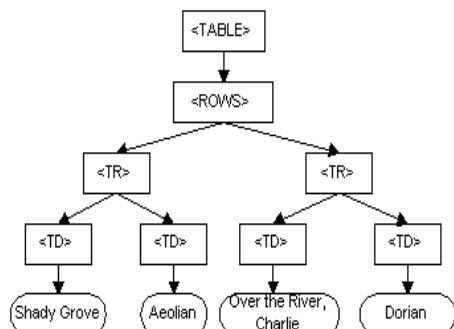 <TABLE>
<ROWS>
<TR> <TR>
<TD> <TD> <TD> <TD>
Shady Grove Aeolian Over the River, Charlie Dorian